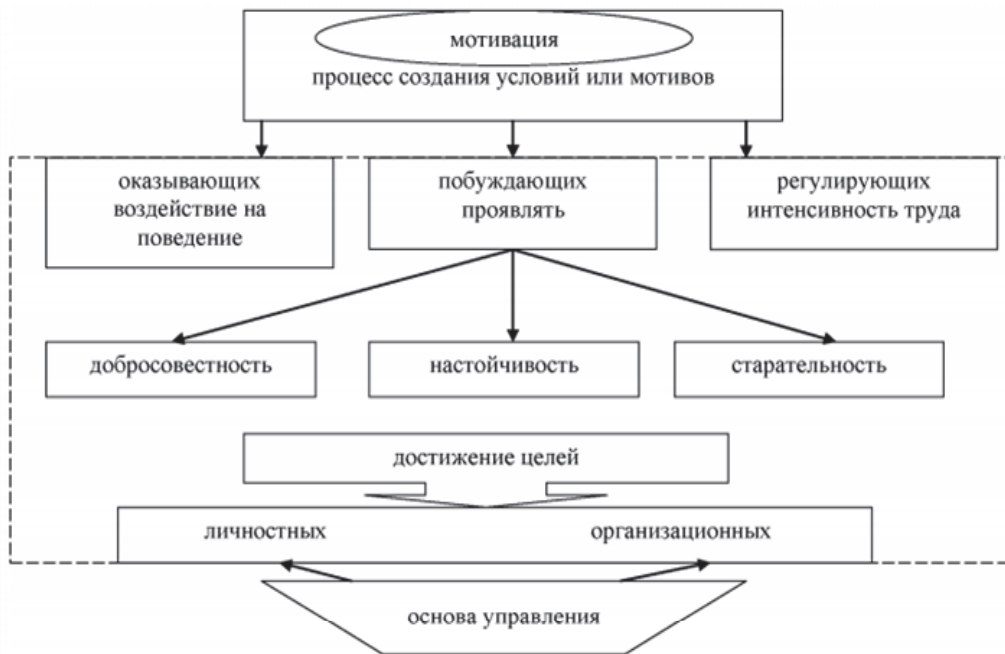 мотивация
процесс создания условий или мотивов
оказывающих
воздействие на
поведение
побуждающих
проявлять
регулирующих
интенсивность труда
добросовестность
настойчивость
старательность
достижение целей
личностных
организационных
основа управления